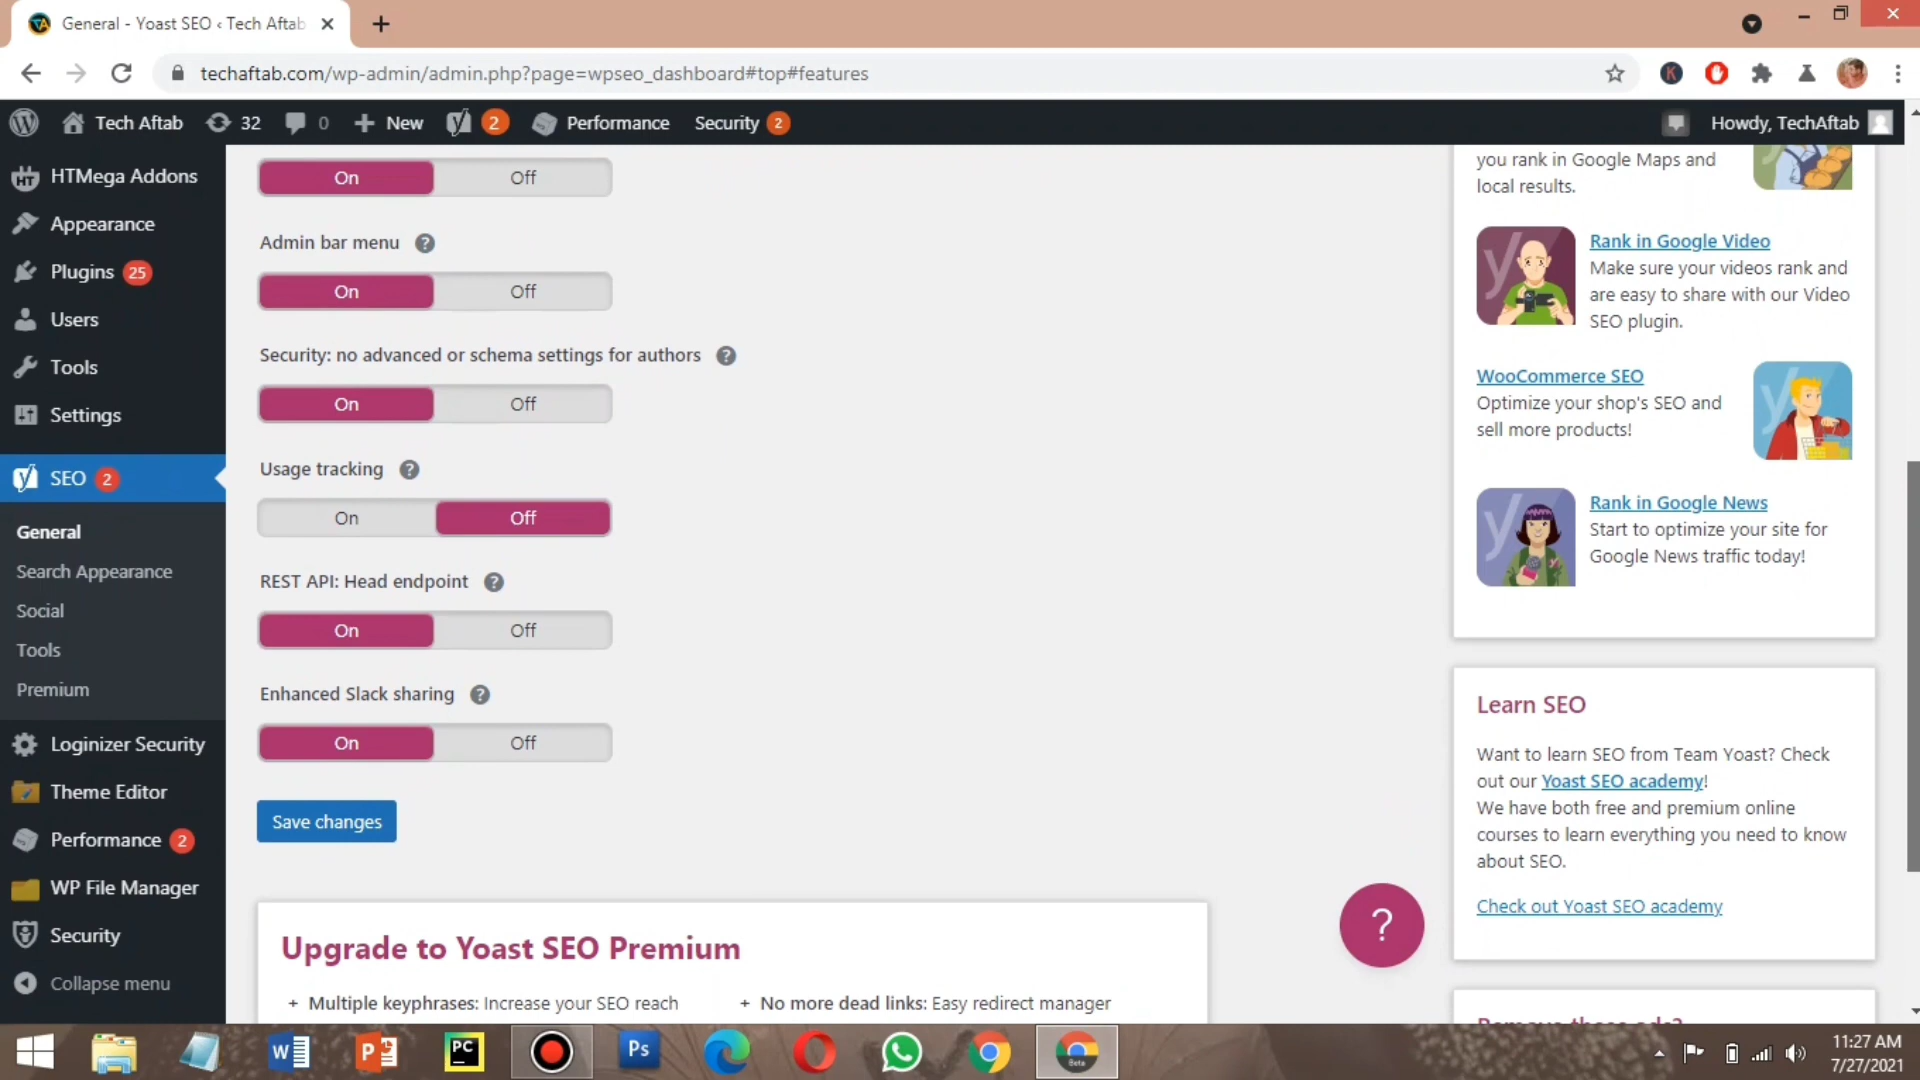 General - Yoast SEO ‹ Tech Aftab
techaftab.com/wp-admin/admin.php?page=wpseo_dashboard#top#features
K
Tech Aftab
32
0
New
2
Performance
Security 2
Howdy, TechAftab
HTMega Addons
Appearance
Plugins 25
Users
Tools
Settings
SEO 2
General
Search Appearance
Social
Tools
Premium
Loginizer Security
Theme Editor
Performance 2
WP File Manager
Security
Collapse menu
On Off
Admin bar menu ?
On Off
Security: no advanced or schema settings for authors ?
On Off
Usage tracking ?
On Off
REST API: Head endpoint ?
On Off
Enhanced Slack sharing ?
On Off
Save changes
Upgrade to Yoast SEO Premium
+ Multiple keyphrases: Increase your SEO reach
+ No more dead links: Easy redirect manager
you rank in Google Maps and
local results.
Rank in Google Video
Make sure your videos rank and
are easy to share with our Video
SEO plugin.
WooCommerce SEO
Optimize your shop's SEO and
sell more products!
Rank in Google News
Start to optimize your site for
Google News traffic today!
Learn SEO
Want to learn SEO from Team Yoast? Check
out our Yoast SEO academy!
We have both free and premium online
courses to learn everything you need to know
about SEO.
Check out Yoast SEO academy
?
Remove these ads?
PC
Ps
Beta
11:27 AM
7/27/2021